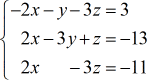 -2x - y - 3z = 3
2x - 3y + z = -13
2x - 3z = -11